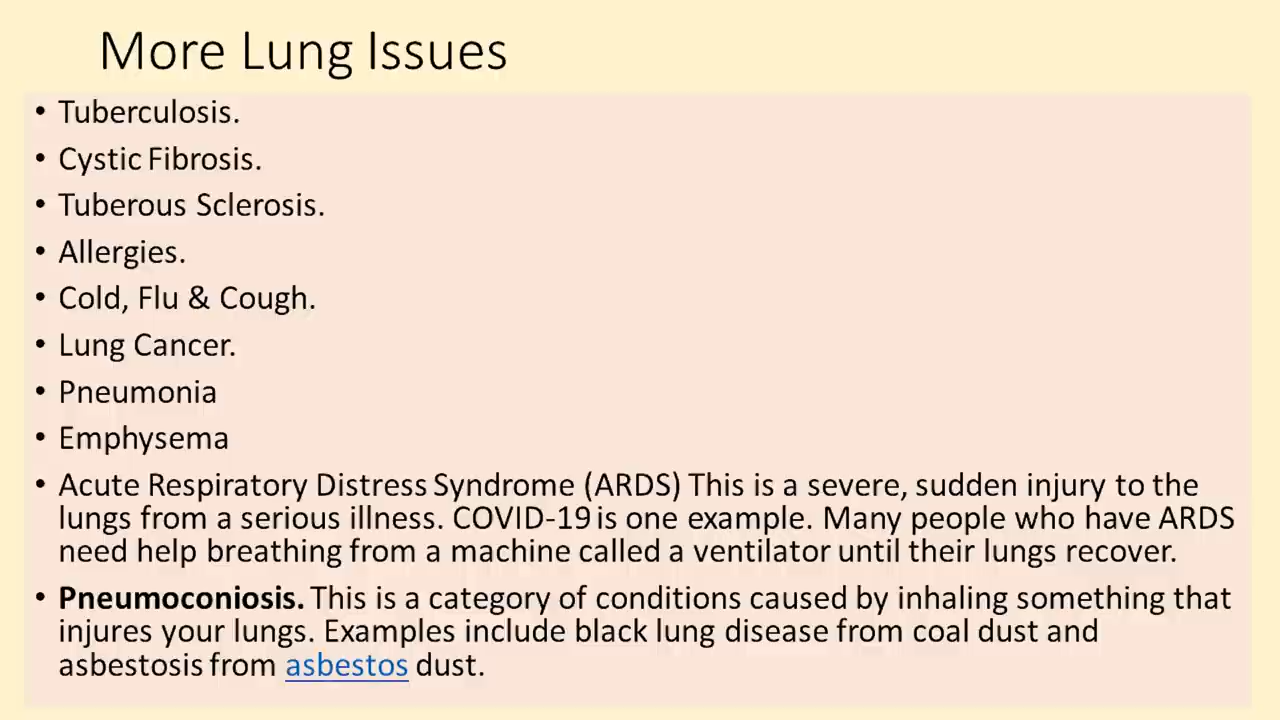 More Lung Issues
• Tuberculosis.
• Cystic Fibrosis.
• Tuberous Sclerosis.
• Allergies.
• Cold, Flu & Cough.
• Lung Cancer.
• Pneumonia
• Emphysema
• Acute Respiratory Distress Syndrome (ARDS) This is a severe, sudden injury to the
lungs from a serious illness. COVID-19 is one example. Many people who have ARDS
need help breathing from a machine called a ventilator until their lungs recover.
• Pneumoconiosis. This is a category of conditions caused by inhaling something that
injures your lungs. Examples include black lung disease from coal dust and
asbestosis from asbestos dust.